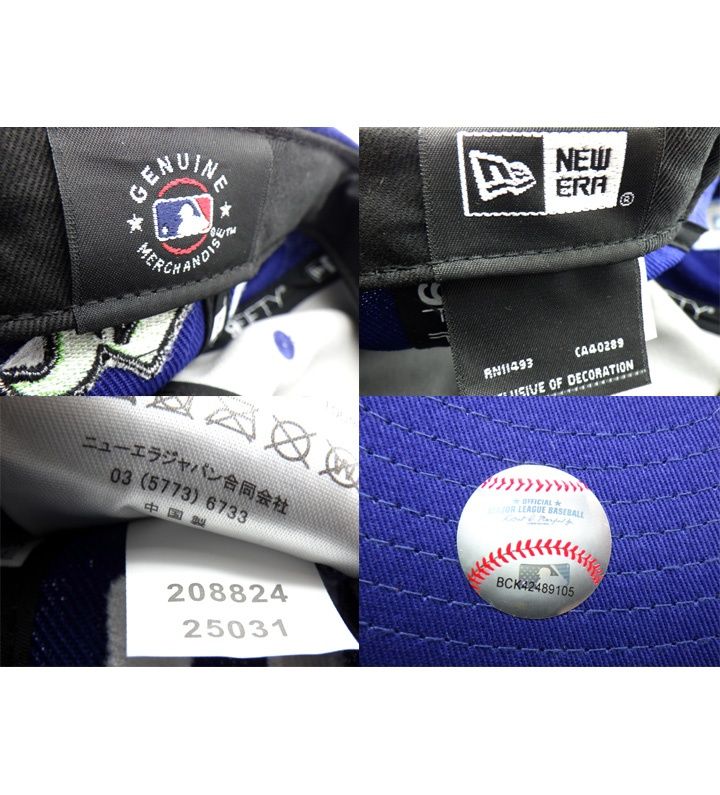 GENUINE
MERCHANDISE™
NEW
ERA®
RN11493 CA40289
OF DECORATION
ニューエラジャパン合同会社
03 (5773) 6733
中国製
208824
25031
★ OFFICIAL ★
MAJOR LEAGUE BASEBALL
BCK42489105